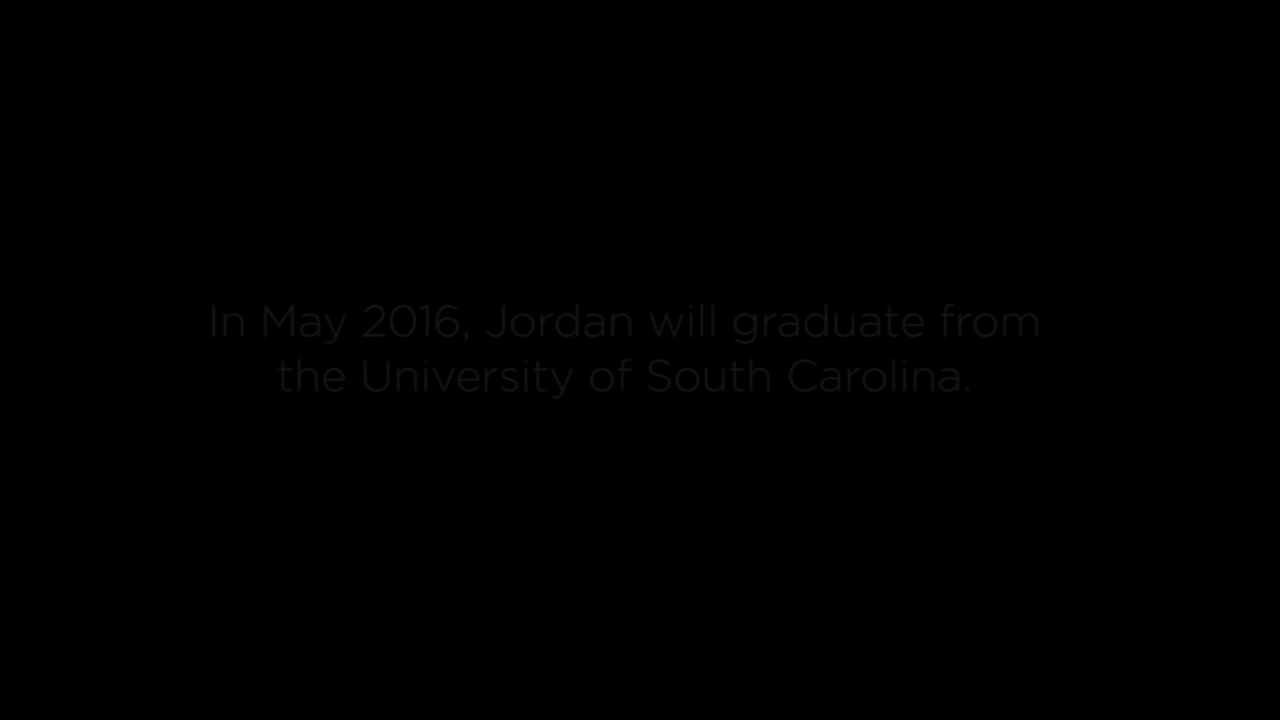 In May 2016, Jordan will graduate from
the University of South Carolina.